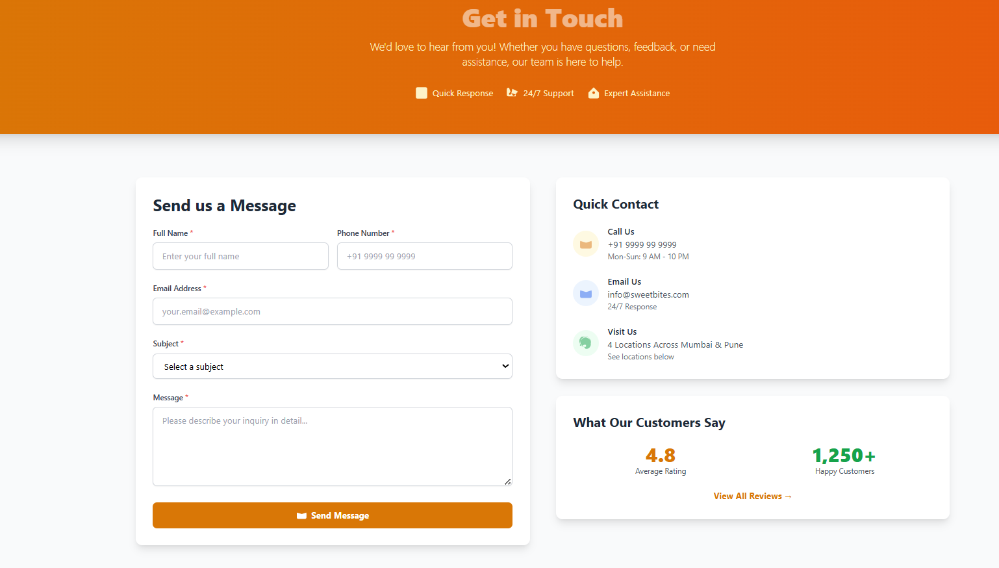 Get in Touch
We'd love to hear from you! Whether you have questions, feedback, or need
assistance, our team is here to help.
Quick Response
24/7 Support
Expert Assistance
Send us a Message
Full Name *
Phone Number *
Enter your full name
+91 9999 99 9999
Email Address *
your.email@example.com
Subject *
Select a subject
Message *
Please describe your inquiry in detail...
Send Message
Quick Contact
Call Us
+91 9999 99 9999
Mon-Sun: 9 AM - 10 PM
Email Us
info@sweetbites.com
24/7 Response
Visit Us
4 Locations Across Mumbai & Pune
See locations below
What Our Customers Say
4.8
Average Rating
1,250+
Happy Customers
View All Reviews →